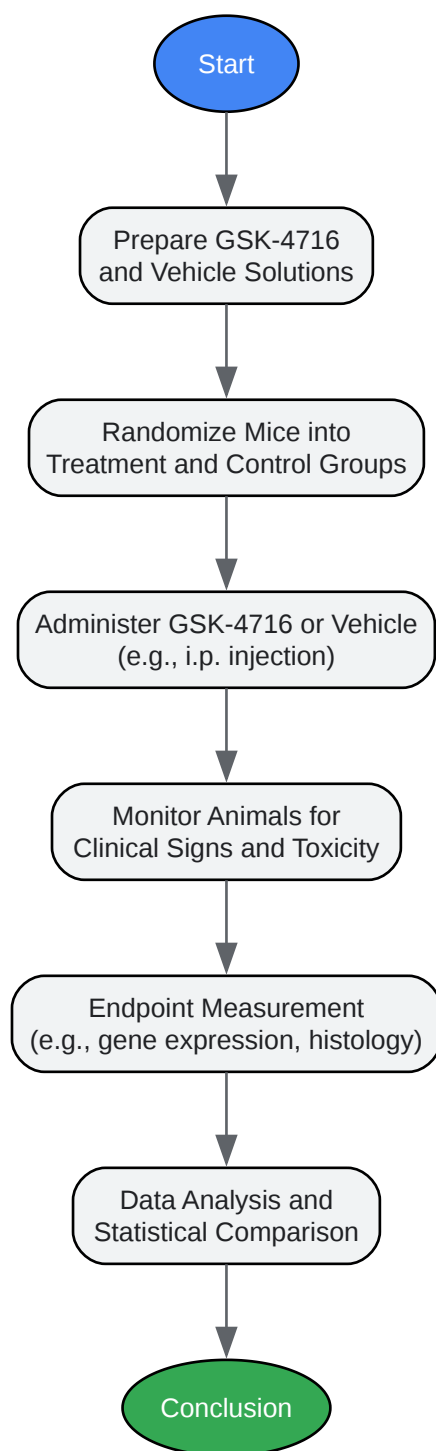 Start
Prepare GSK-4716
and Vehicle Solutions
Randomize Mice into
Treatment and Control Groups
Administer GSK-4716 or Vehicle
(e.g., i.p. injection)
Monitor Animals for
Clinical Signs and Toxicity
Endpoint Measurement
(e.g., gene expression, histology)
Data Analysis and
Statistical Comparison
Conclusion